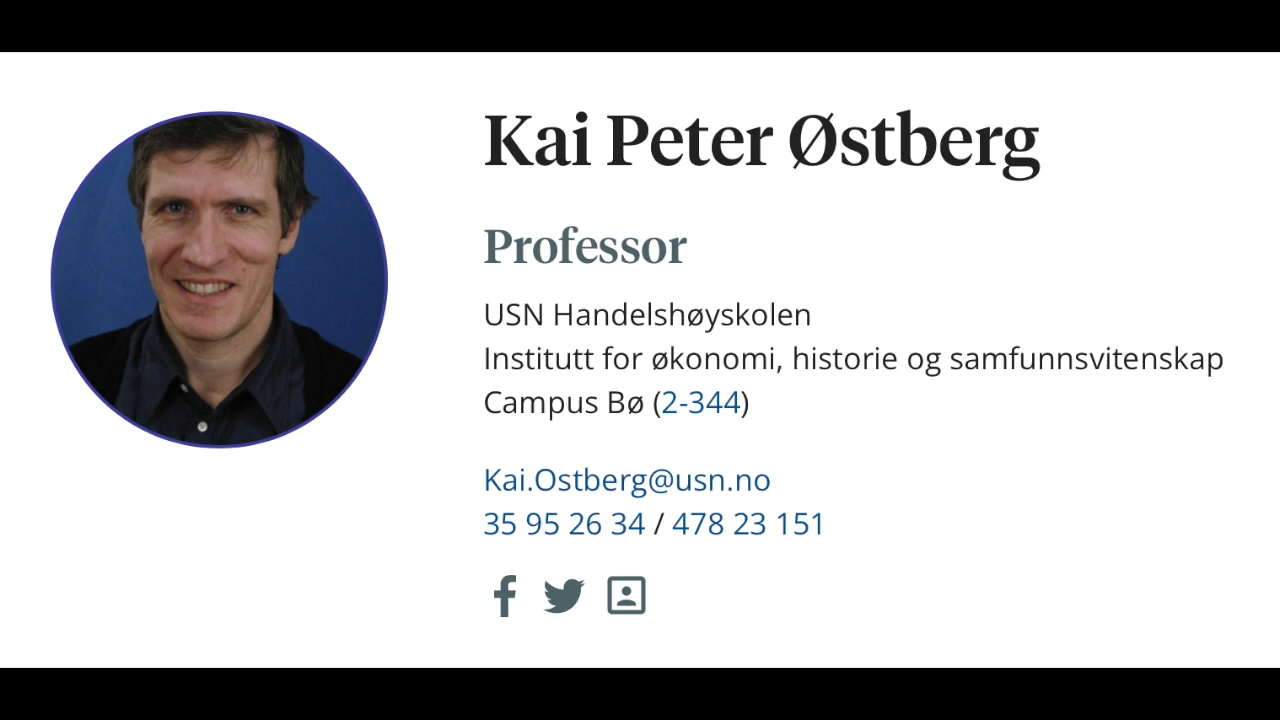 Kai Peter Østberg
Professor
USN Handelshøyskolen
Institutt for økonomi, historie og samfunnsvitenskap
Campus Bø (2-344)
Kai.Ostberg@usn.no
35 95 26 34 / 478 23 151